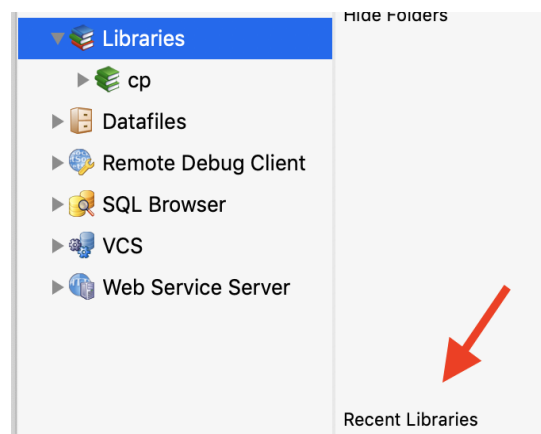 Hide Folders
Libraries
cp
Datafiles
Remote Debug Client
SQL Browser
VCS
Web Service Server
Recent Libraries